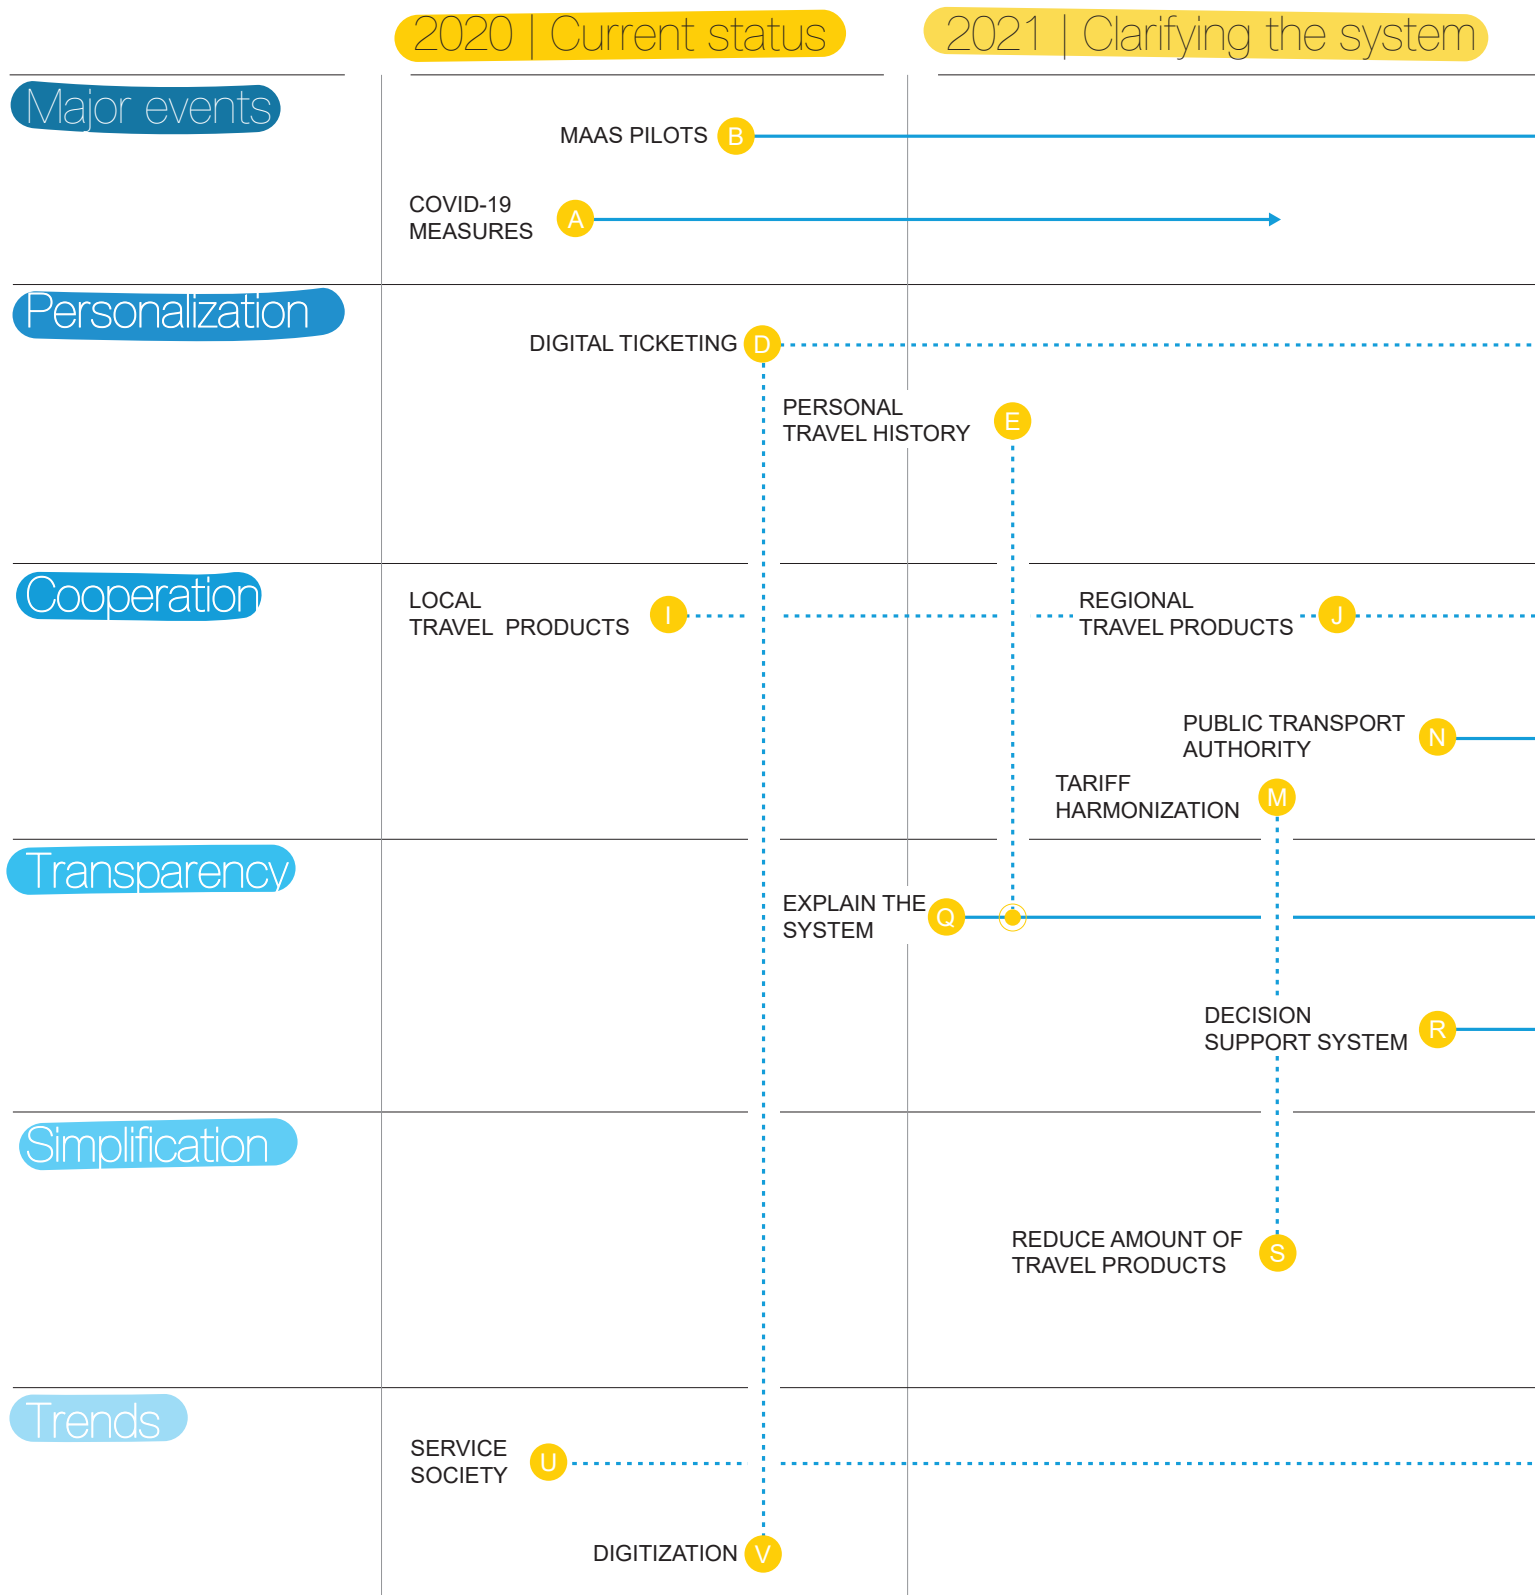 2020 | Current status
2021 | Clarifying the system
Major events
MAAS PILOTS B
COVID-19
MEASURES A
Personalization
DIGITAL TICKETING D
PERSONAL
TRAVEL HISTORY E
Cooperation
LOCAL
TRAVEL PRODUCTS I
REGIONAL
TRAVEL PRODUCTS J
PUBLIC TRANSPORT
AUTHORITY N
TARIFF
HARMONIZATION M
Transparency
EXPLAIN THE
SYSTEM Q
DECISION
SUPPORT SYSTEM R
Simplification
REDUCE AMOUNT OF
TRAVEL PRODUCTS S
Trends
SERVICE
SOCIETY U
DIGITIZATION V